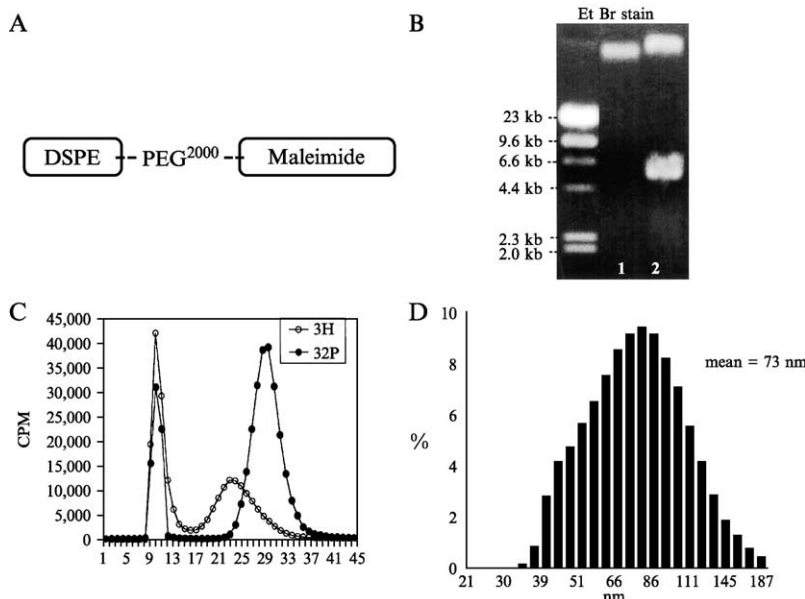 A
DSPE
PEG2000
Maleimide
B
Et Br stain
23 kb
9.6 kb
6.6 kb
4.4 kb
2.3 kb
2.0 kb
1 2
C
45,000
40,000
35,000
30,000
25,000
20,000
15,000
10,000
5,000
0
CPM
3H
32P
1 5 9 13 17 21 25 29 33 37 41 45
D
10
8
6
4
2
0
%
mean = 73 nm
21 30 39 51 66 86 111 145 187
nm